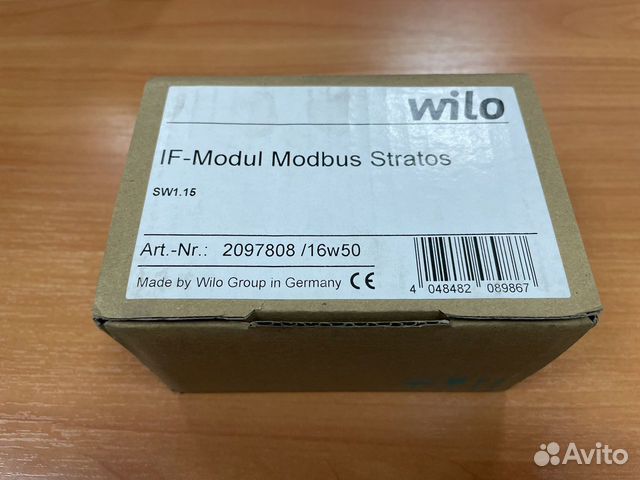 wilo
IF-Modul Modbus Stratos
SW1.15
Art.-Nr.: 2097808 /16w50
Made by Wilo Group in Germany CE
4 048482 089867
Avito